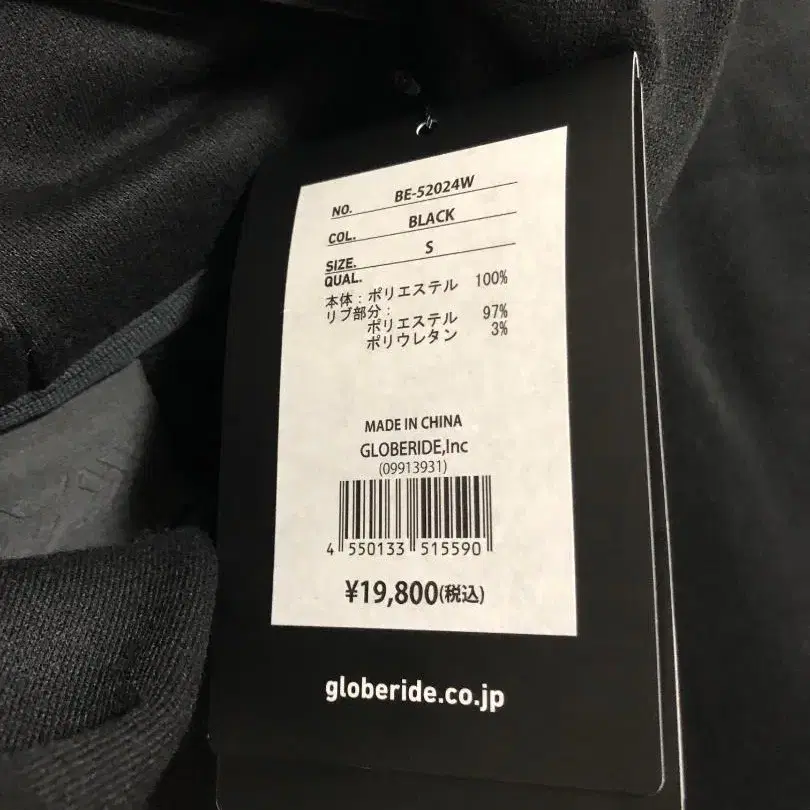 NO. BE-52024W
COL. BLACK
SIZE. S
QUAL.
本体：ポリエステル 100%
リブ部分：
ポリエステル 97%
ポリウレタン 3%
MADE IN CHINA
GLOBERIDE,Inc
(09913931)
4 550133 515590
¥19,800(税込)
globeride.co.jp